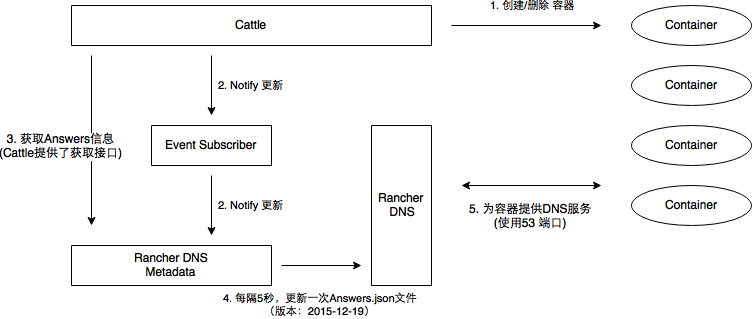 Cattle
1. 创建/删除 容器
Container
2. Notify 更新
Container
3. 获取Answers信息
(Cattle提供了获取接口)
Event Subscriber
Container
Rancher
DNS
2. Notify 更新
5. 为容器提供DNS服务
(使用53 端口)
Container
Rancher DNS
Metadata
4. 每隔5秒，更新一次Answers.json文件
（版本：2015-12-19）